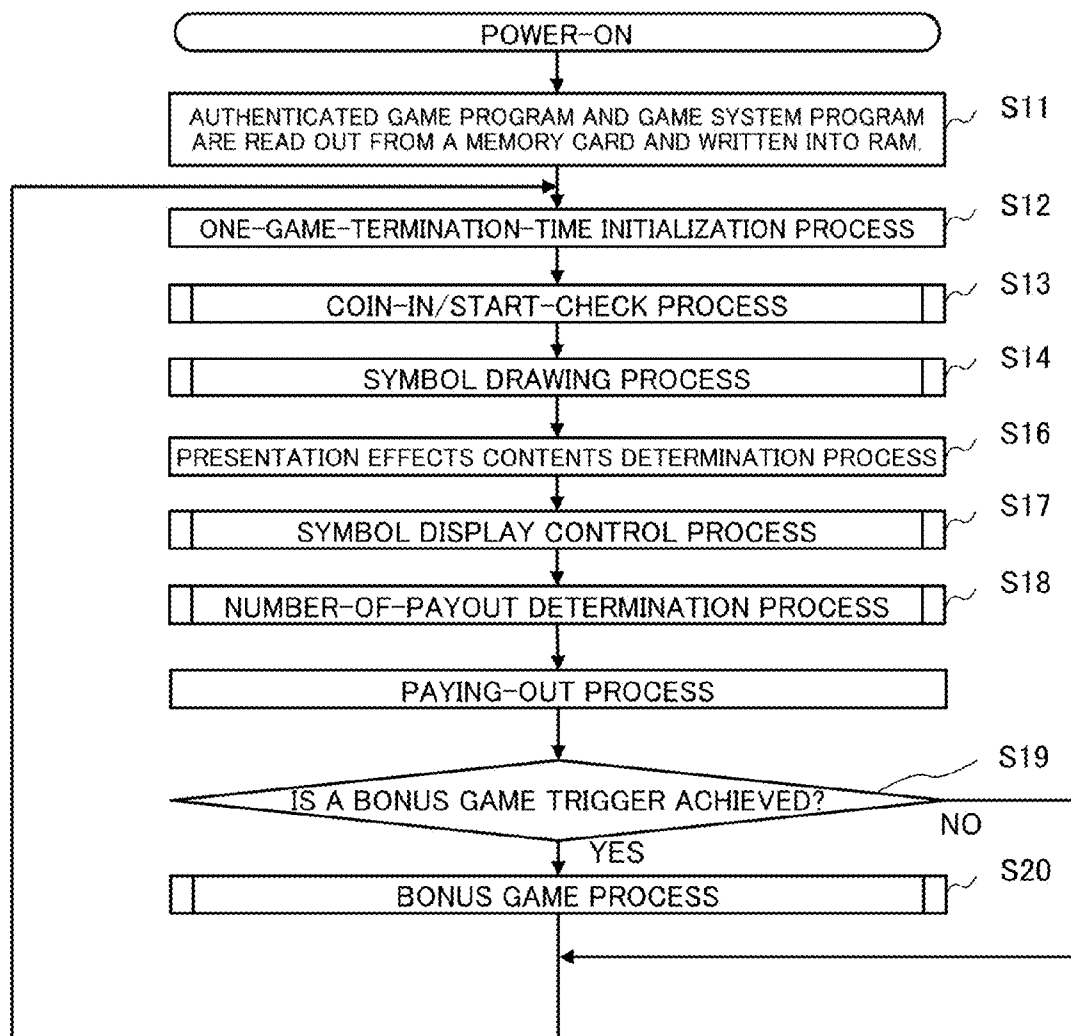 POWER-ON
AUTHENTICATED GAME PROGRAM AND GAME SYSTEM PROGRAM
ARE READ OUT FROM A MEMORY CARD AND WRITTEN INTO RAM.
S11
ONE-GAME-TERMINATION-TIME INITIALIZATION PROCESS
S12
COIN-IN/START-CHECK PROCESS
S13
SYMBOL DRAWING PROCESS
S14
PRESENTATION EFFECTS CONTENTS DETERMINATION PROCESS
S16
SYMBOL DISPLAY CONTROL PROCESS
S17
NUMBER-OF-PAYOUT DETERMINATION PROCESS
S18
PAYING-OUT PROCESS
IS A BONUS GAME TRIGGER ACHIEVED?
S19
NO
YES
BONUS GAME PROCESS
S20